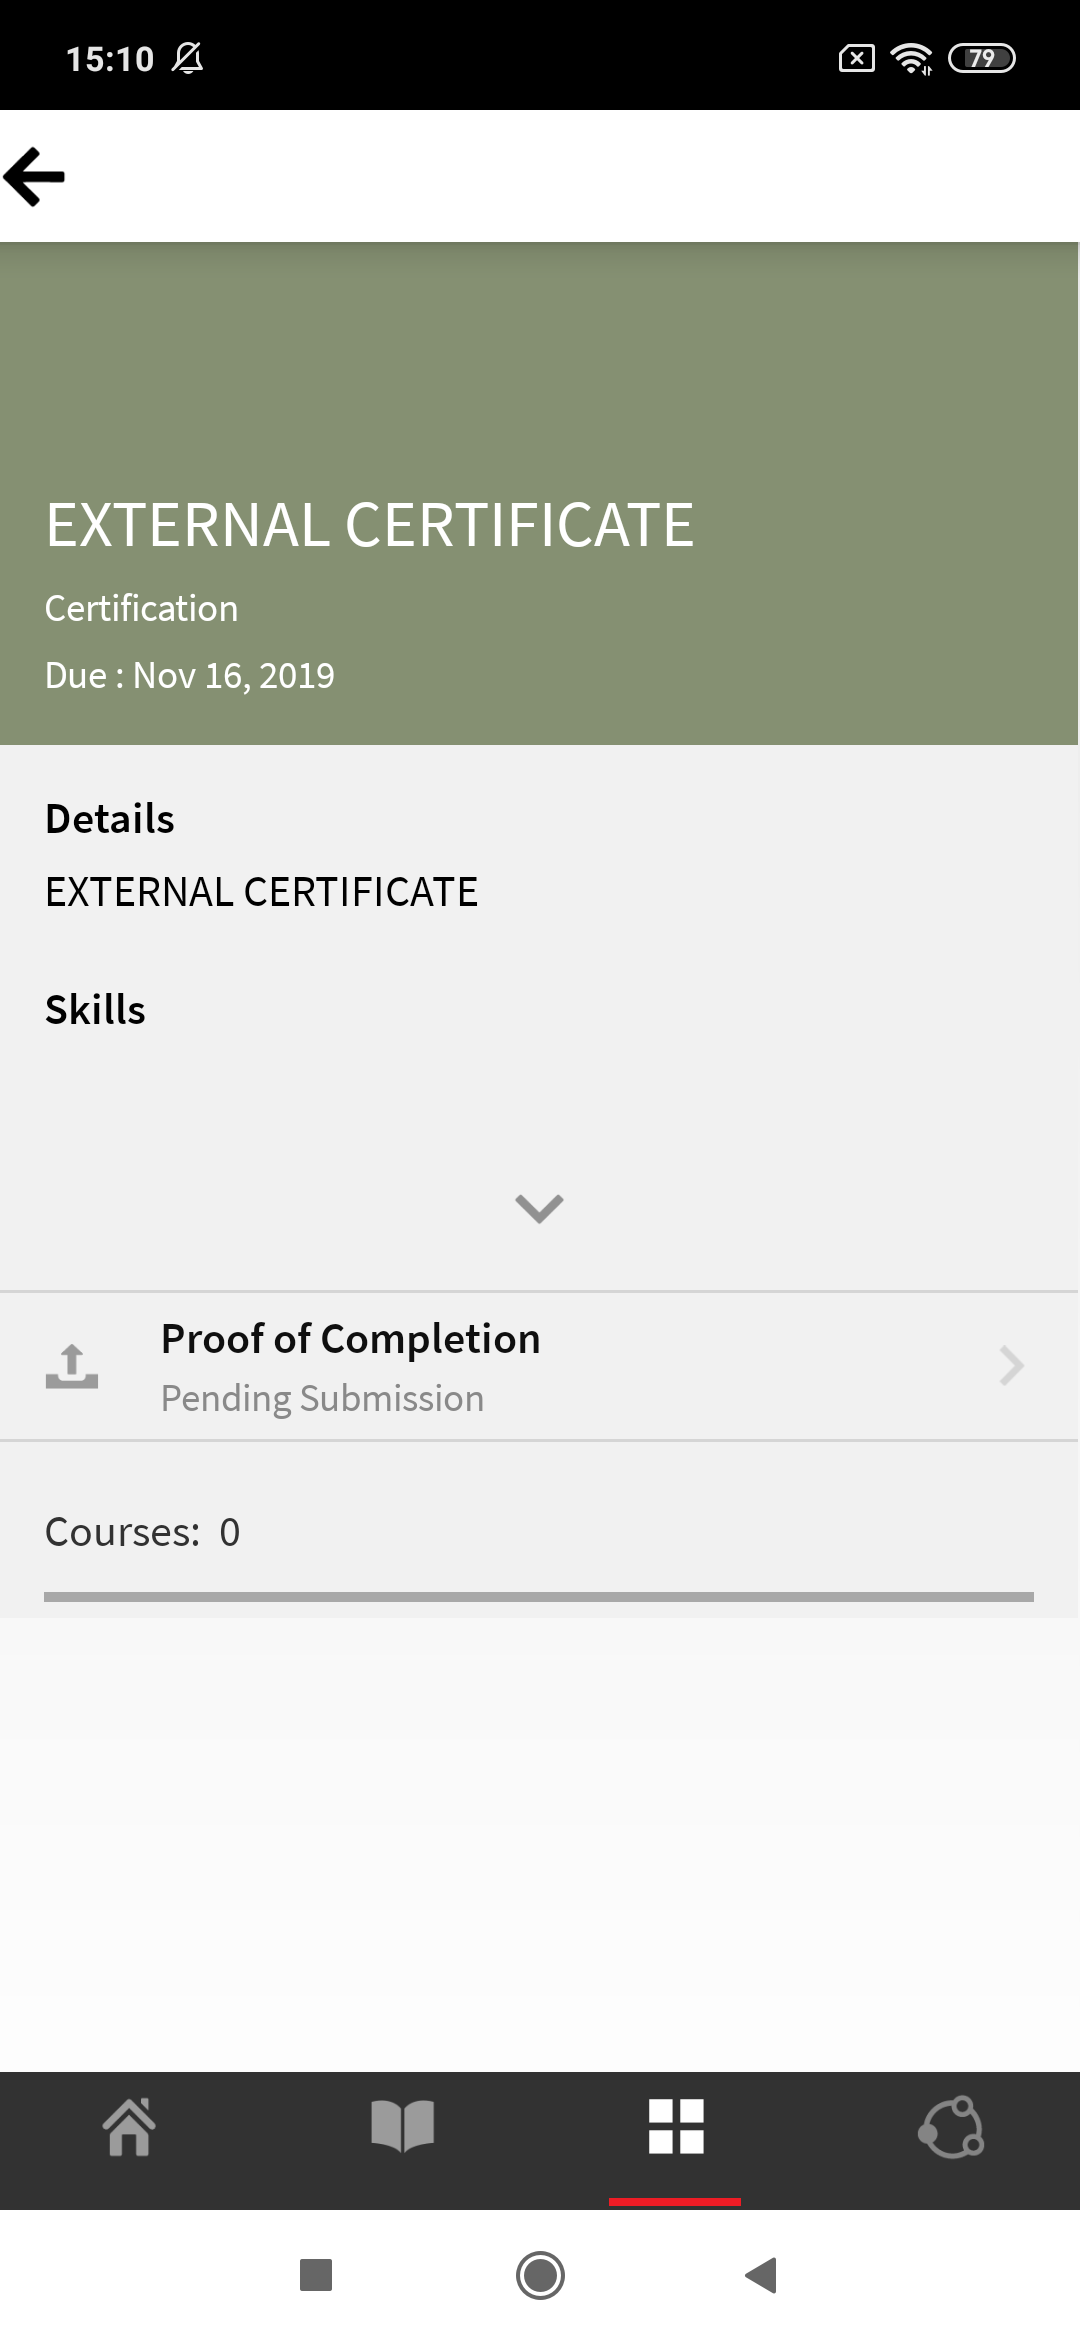 15:10
79
EXTERNAL CERTIFICATE
Certification
Due : Nov 16, 2019
Details
EXTERNAL CERTIFICATE
Skills
Proof of Completion
Pending Submission
Courses: 0